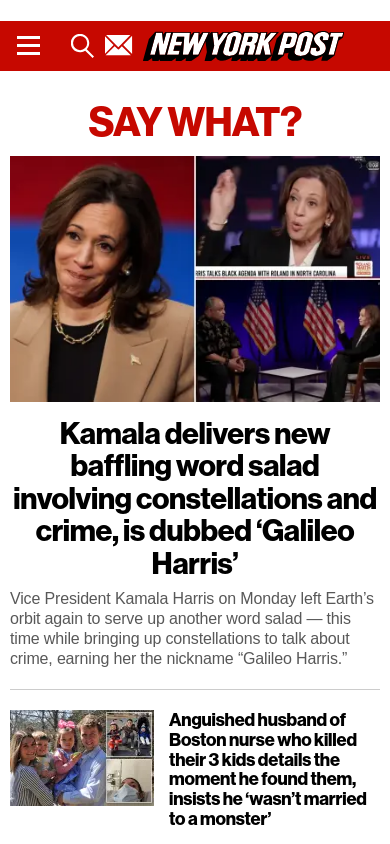 NEW YORK POST
SAY WHAT?
RRIS TALKS BLACK AGENDA WITH ROLAND IN NORTH CAROLINA
LIVE
Kamala delivers new
baffling word salad
involving constellations and
crime, is dubbed ‘Galileo
Harris’
Vice President Kamala Harris on Monday left Earth’s
orbit again to serve up another word salad — this
time while bringing up constellations to talk about
crime, earning her the nickname “Galileo Harris.”
Anguished husband of
Boston nurse who killed
their 3 kids details the
moment he found them,
insists he ‘wasn’t married
to a monster’